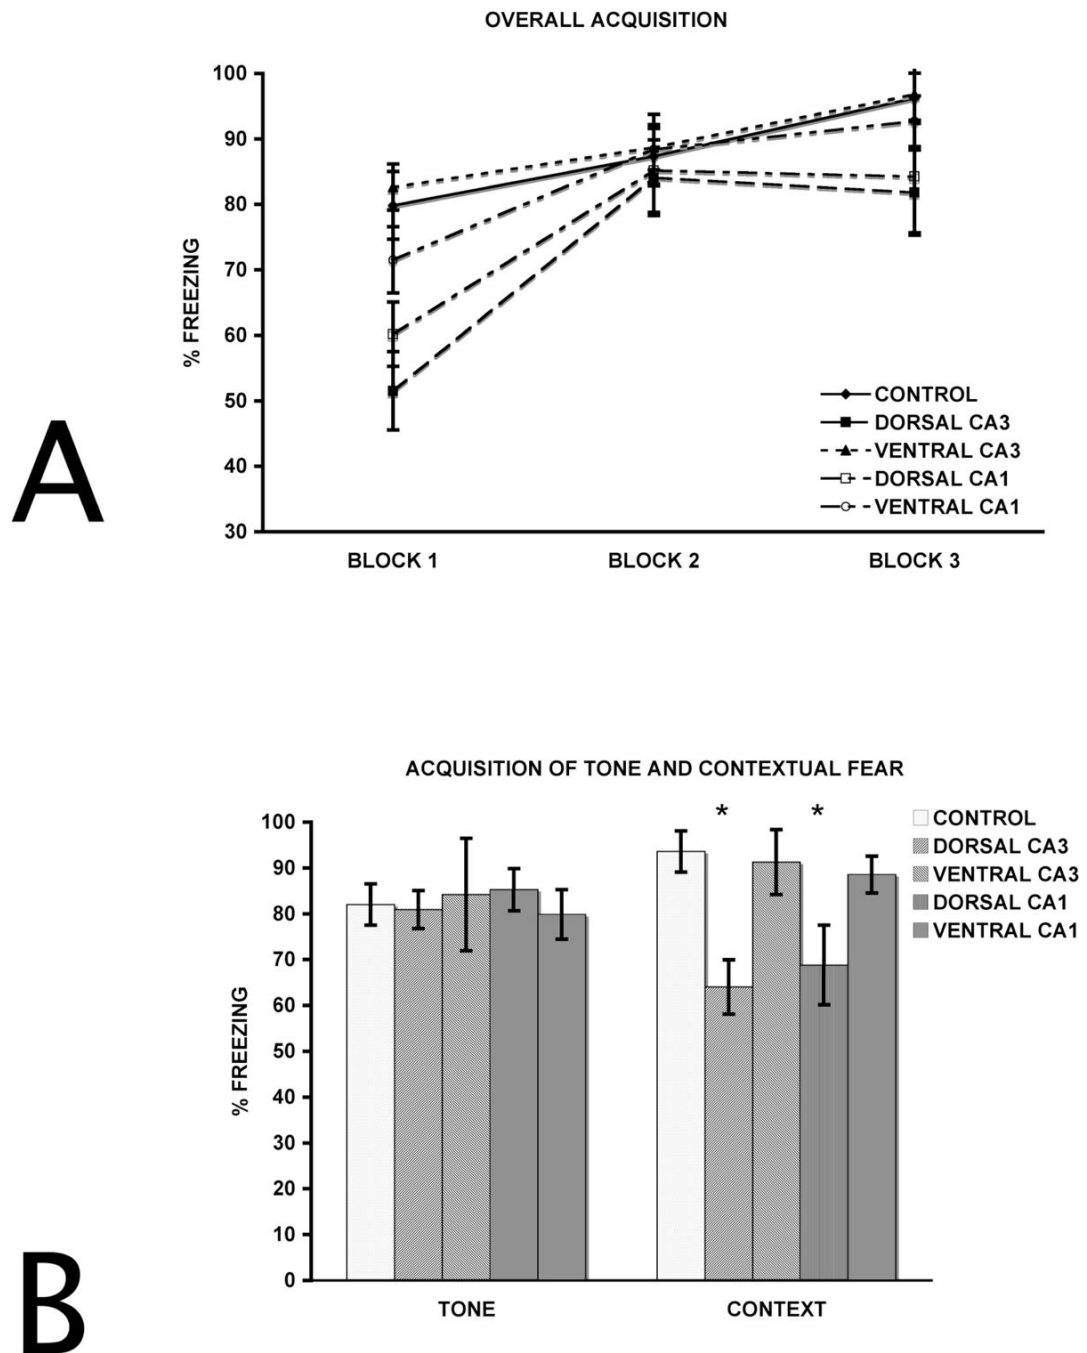 OVERALL ACQUISITION
100
90
80
70
60
50
40
30
% FREEZING
CONTROL
DORSAL CA3
VENTRAL CA3
DORSAL CA1
VENTRAL CA1
BLOCK 1 BLOCK 2 BLOCK 3
A
ACQUISITION OF TONE AND CONTEXTUAL FEAR
* *
100
90
80
70
60
50
40
30
20
10
0
% FREEZING
CONTROL
DORSAL CA3
VENTRAL CA3
DORSAL CA1
VENTRAL CA1
TONE CONTEXT
B